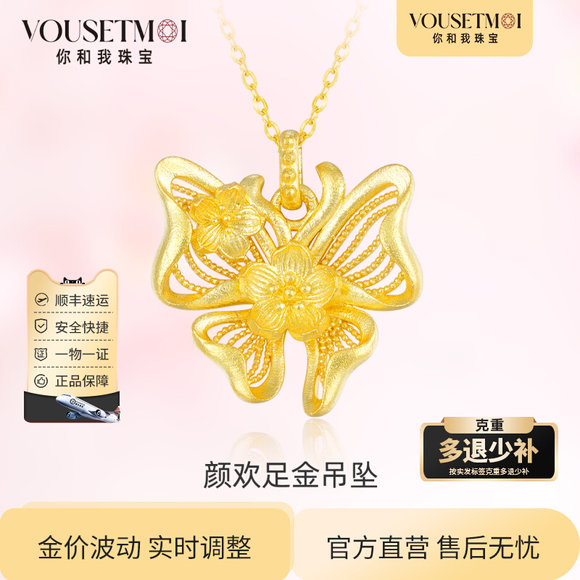 VOUSETMOI
你和我珠宝
VOUSETMOI
你和我珠宝
顺丰速运
安全快捷
一物一证
正品保障
克重
多退少补
按实发标签克重多退少补
颜欢足金吊坠
金价波动 实时调整
官方直营 售后无忧